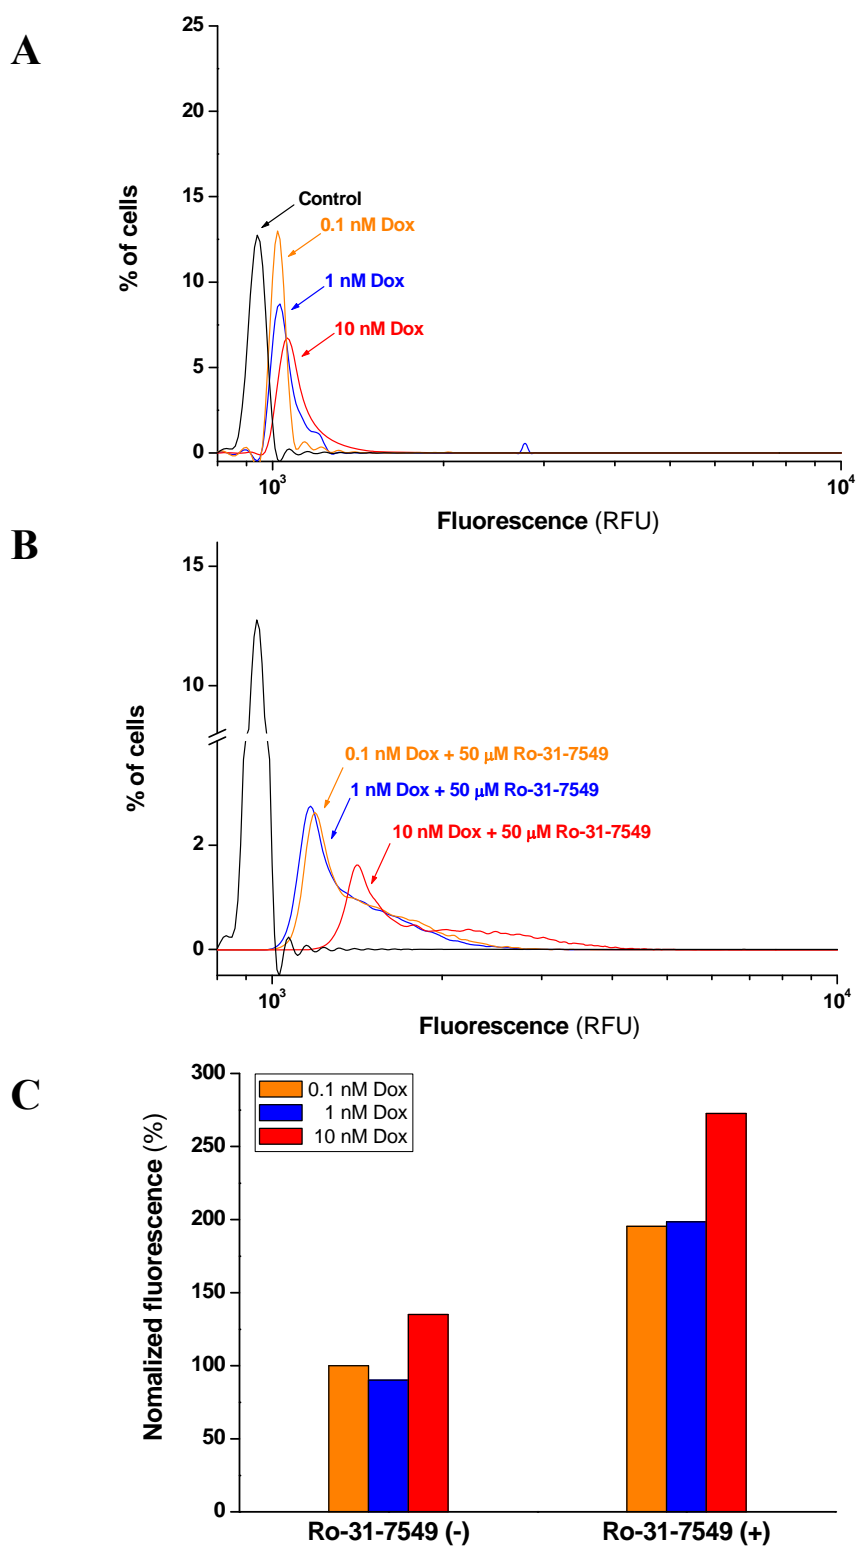 A
25
20
15
10
5
0
% of cells
Control
0.1 nM Dox
1 nM Dox
10 nM Dox
10³
10⁴
Fluorescence (RFU)
B
15
10
2
0
% of cells
0.1 nM Dox + 50 μM Ro-31-7549
1 nM Dox + 50 μM Ro-31-7549
10 nM Dox + 50 μM Ro-31-7549
10³
10⁴
Fluorescence (RFU)
C
300
250
200
150
100
50
0
Nomalized fluorescence (%)
0.1 nM Dox
1 nM Dox
10 nM Dox
Ro-31-7549 (-)
Ro-31-7549 (+)